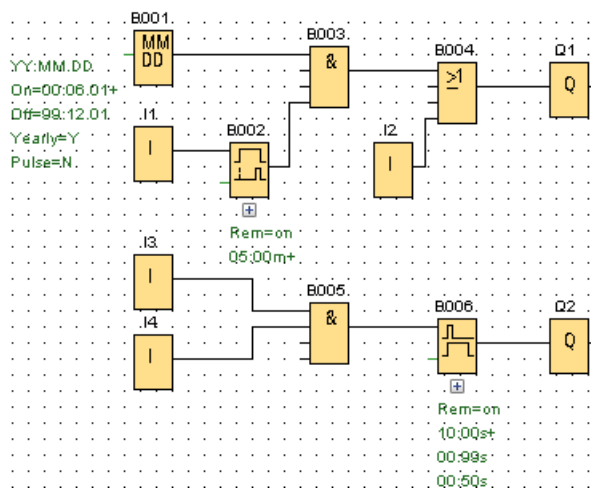 B001
B003
B004
Q1
MM
DD
&
≥1
Q
YY:MM.DD
On=00:06.01+
Off=99:12.01
Yearly=Y
Pulse=N
I1
I
B002
I2
I
Rem=on
05:00m+
I3
I
B005
&
B006
Q2
Q
I4
I
Rem=on
10:00s+
00:99s
00:50s